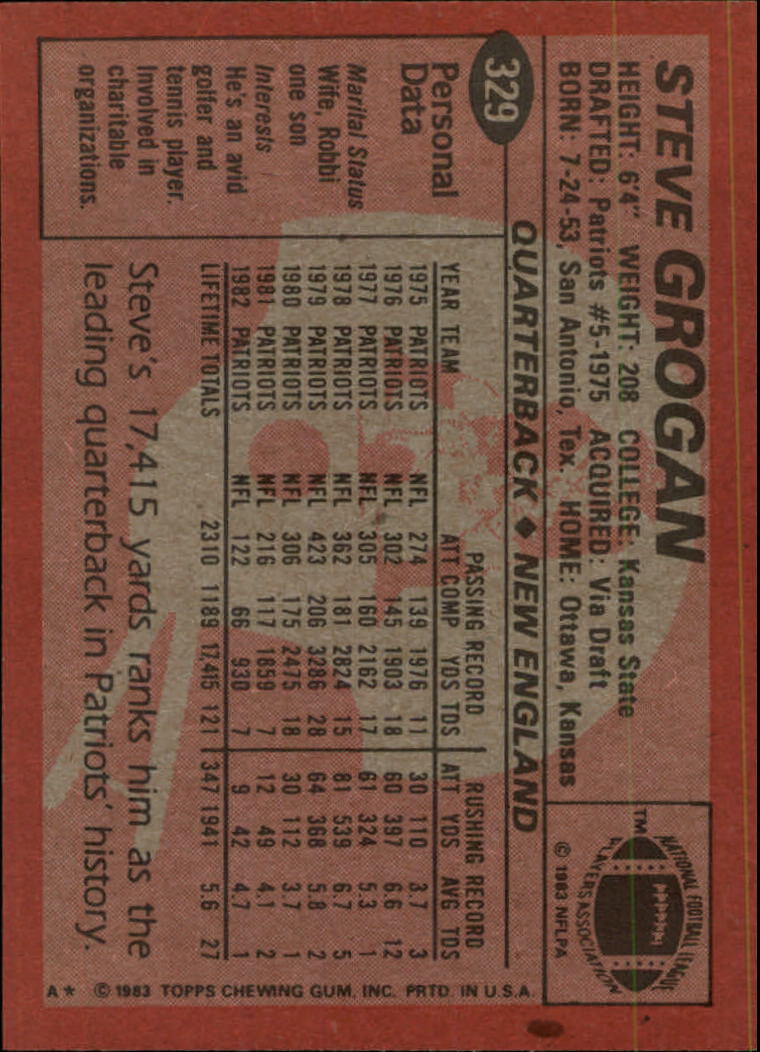 STEVE GROGAN
HEIGHT: 6'4" WEIGHT: 208 COLLEGE: Kansas State
DRAFTED: Patriots #5-1975 ACQUIRED: Via Draft
BORN: 7-24-53, San Antonio, Tex. HOME: Ottawa, Kansas
NATIONAL FOOTBALL LEAGUE
PLAYERS ASSOCIATION
TM
© 1983 NFLPA
329
QUARTERBACK ♦ NEW ENGLAND
Personal
Data
Marital Status
Wife, Robbi
one son
Interests
He's an avid
golfer and
tennis player.
Involved in
charitable
organizations.
PASSING RECORD RUSHING RECORD
YEAR TEAM ATT COMP YDS TDS ATT YDS AVG TDS
1975 PATRIOTS NFL 274 139 1976 11 30 110 3.7 3
1976 PATRIOTS NFL 302 145 1903 18 60 397 6.6 12
1977 PATRIOTS NFL 305 160 2162 17 61 324 5.3 1
1978 PATRIOTS NFL 362 181 2824 15 81 539 6.7 5
1979 PATRIOTS NFL 423 206 3286 28 64 368 5.8 2
1980 PATRIOTS NFL 306 175 2475 18 30 112 3.7 1
1981 PATRIOTS NFL 216 117 1859 7 12 49 4.1 2
1982 PATRIOTS NFL 122 66 930 7 9 42 4.7 1
LIFETIME TOTALS 2310 1189 17,415 121 347 1941 5.6 27
Steve's 17,415 yards ranks him as the
leading quarterback in Patriots' history.
A* © 1983 TOPPS CHEWING GUM, INC. PRTD. IN U.S.A.